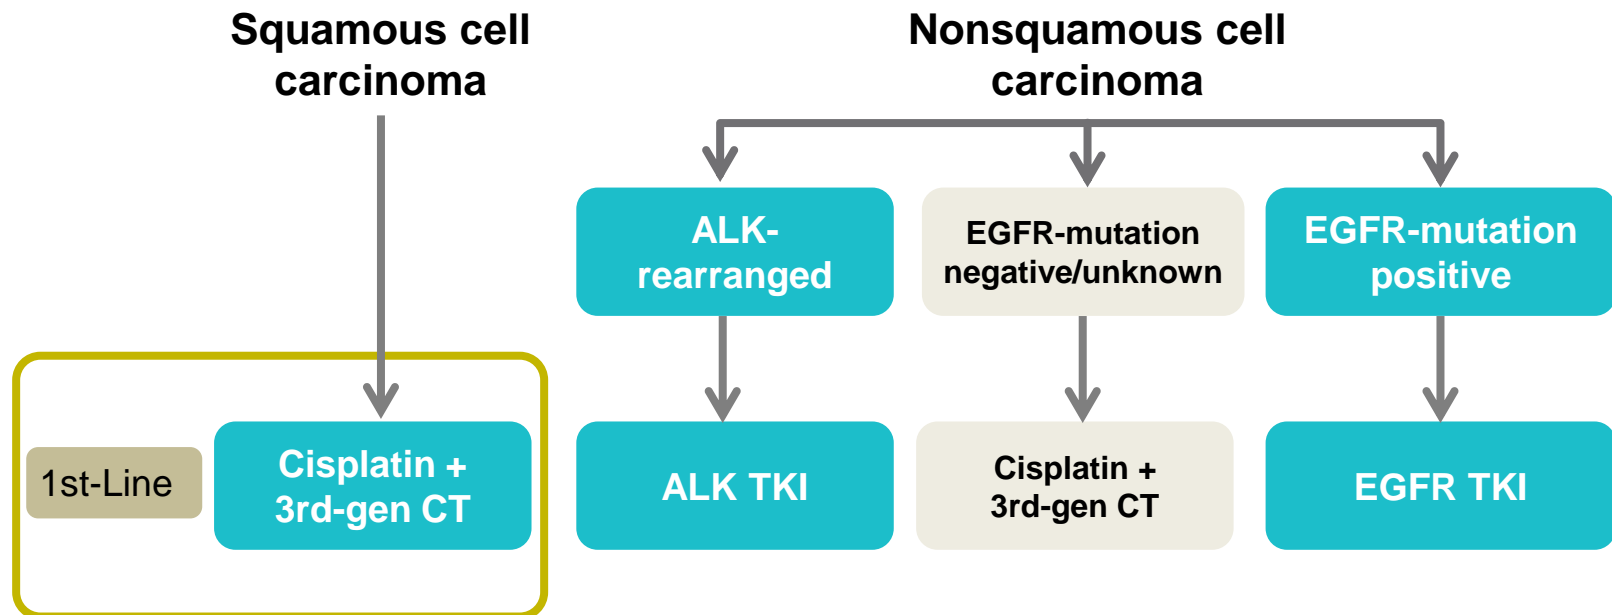 Squamous cell
carcinoma
Nonsquamous cell
carcinoma
ALK-
rearranged
EGFR-mutation
negative/unknown
EGFR-mutation
positive
1st-Line
Cisplatin +
3rd-gen CT
ALK TKI
Cisplatin +
3rd-gen CT
EGFR TKI